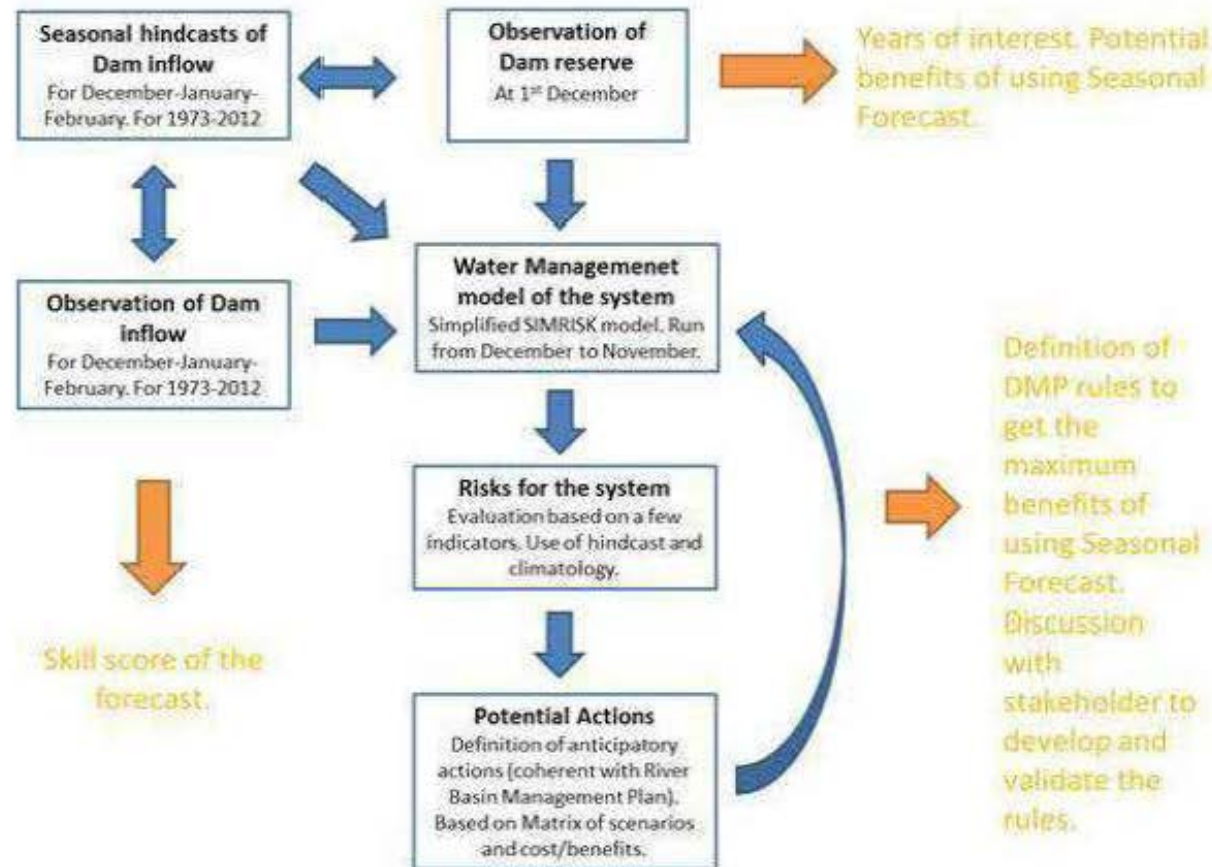 Seasonal hindcasts of
Dam inflow
For December-January-
February. For 1973-2012
Observation of
Dam reserve
At 1st December
Years of interest. Potential
benefits of using Seasonal
Forecast.
Observation of Dam
inflow
For December-January-
February. For 1973-2012
Water Managemenet
model of the system
Simplified SIMRISK model. Run
from December to November.
Risks for the system
Evaluation based on a few
indicators. Use of hindcast and
climatology.
Skill score of the
forecast.
Potential Actions
Definition of anticipatory
actions (coherent with River
Basin Management Plan).
Based on Matrix of scenarios
and cost/benefits.
Definition of
DMP rules to
get the
maximum
benefits of
using Seasonal
Forecast.
Discussion
with
stakeholder to
develop and
validate the
rules.